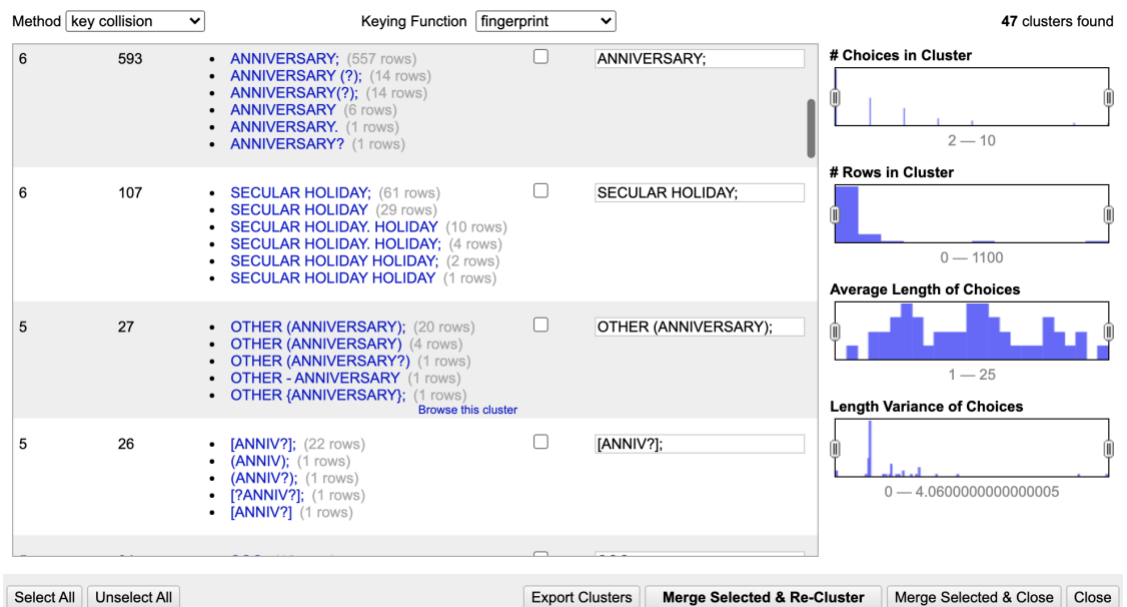 Method key collision Keying Function fingerprint 47 clusters found
6 593 • ANNIVERSARY; (557 rows) ANNIVERSARY;
• ANNIVERSARY (?); (14 rows)
• ANNIVERSARY(?); (14 rows)
• ANNIVERSARY (6 rows)
• ANNIVERSARY. (1 rows)
• ANNIVERSARY? (1 rows)
6 107 • SECULAR HOLIDAY; (61 rows) SECULAR HOLIDAY;
• SECULAR HOLIDAY (29 rows)
• SECULAR HOLIDAY. HOLIDAY (10 rows)
• SECULAR HOLIDAY. HOLIDAY; (4 rows)
• SECULAR HOLIDAY HOLIDAY; (2 rows)
• SECULAR HOLIDAY HOLIDAY (1 rows)
5 27 • OTHER (ANNIVERSARY); (20 rows) OTHER (ANNIVERSARY);
• OTHER (ANNIVERSARY) (4 rows)
• OTHER (ANNIVERSARY?) (1 rows)
• OTHER - ANNIVERSARY (1 rows)
• OTHER {ANNIVERSARY}; (1 rows)
Browse this cluster
5 26 • [ANNIV?]; (22 rows) [ANNIV?];
• (ANNIV); (1 rows)
• (ANNIV?); (1 rows)
• [?ANNIV?]; (1 rows)
• [ANNIV?] (1 rows)
# Choices in Cluster
2 — 10
# Rows in Cluster
0 — 1100
Average Length of Choices
1 — 25
Length Variance of Choices
0 — 4.0600000000000005
Select All Unselect All Export Clusters Merge Selected & Re-Cluster Merge Selected & Close Close